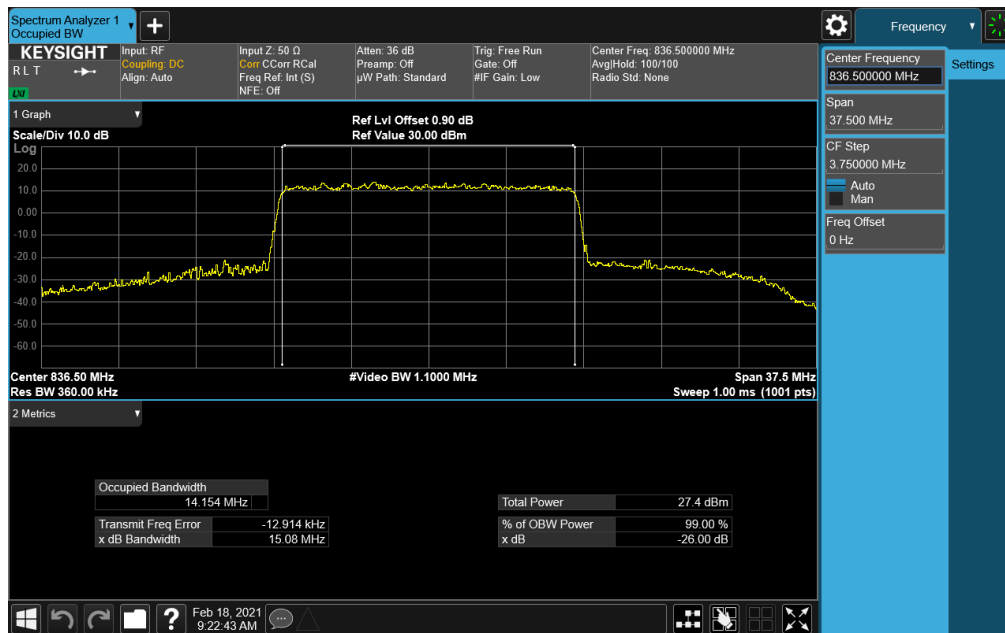 Spectrum Analyzer 1
Occupied BW
Frequency
KEYSIGHT
R L T
LXI
Input: RF
Coupling: DC
Align: Auto
Input Z: 50 Ω
Corr CCorr RCal
Freq Ref: Int (S)
NFE: Off
Atten: 36 dB
Preamp: Off
µW Path: Standard
Trig: Free Run
Gate: Off
#IF Gain: Low
Center Freq: 836.500000 MHz
Avg|Hold: 100/100
Radio Std: None
Center Frequency
836.500000 MHz
Settings
Span
37.500 MHz
CF Step
3.750000 MHz
Auto
Man
Freq Offset
0 Hz
1 Graph
Scale/Div 10.0 dB
Ref Lvl Offset 0.90 dB
Ref Value 30.00 dBm
Log
20.0
10.0
0.00
-10.0
-20.0
-30.0
-40.0
-50.0
-60.0
Center 836.50 MHz
#Video BW 1.1000 MHz
Span 37.5 MHz
Res BW 360.00 kHz
Sweep 1.00 ms (1001 pts)
2 Metrics
Occupied Bandwidth
14.154 MHz
Transmit Freq Error -12.914 kHz
x dB Bandwidth 15.08 MHz
Total Power 27.4 dBm
% of OBW Power 99.00 %
x dB -26.00 dB
Feb 18, 2021
9:22:43 AM